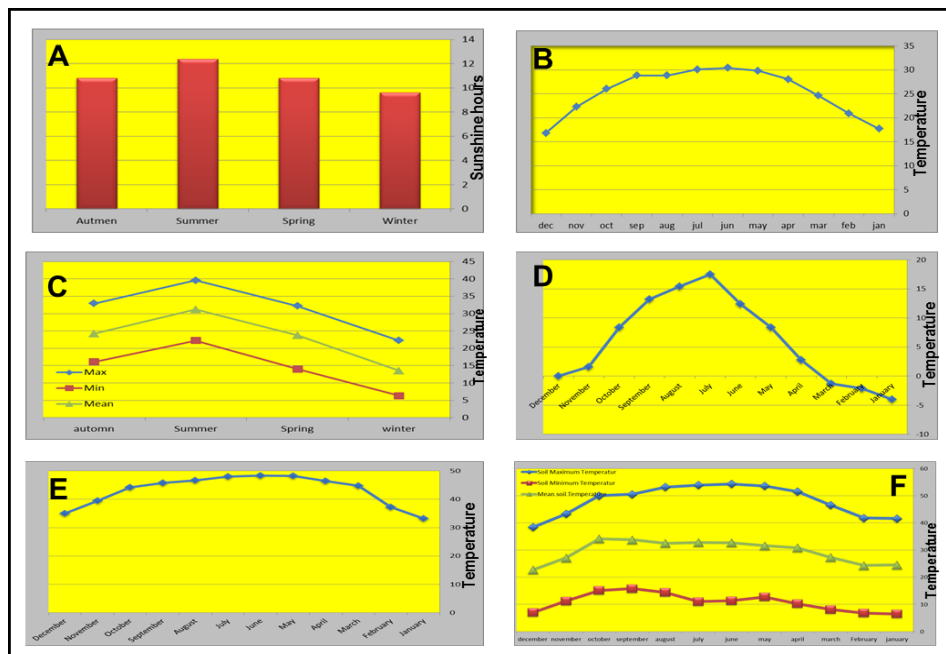 A
14
12
10
8
6
4
2
0
Sunshine hours
Autmen Summer Spring Winter
B
35
30
25
20
15
10
5
0
Temperature
dec nov oct sep aug jul jun may apr mar feb jan
C
45
40
35
30
25
20
15
10
5
0
Temperature
Max
Min
Mean
automn Summer Spring winter
D
20
15
10
5
0
-5
-10
Temperature
December November October September August July June May April March February January
E
50
40
30
20
10
0
Temperature
December November October September August July June May April March February January
F
Soil Maximum Temperatur
Soil Minimum Temperatur
Mean soil Temperatur
60
50
40
30
20
10
0
Temperature
december november october september august july june may april march February january